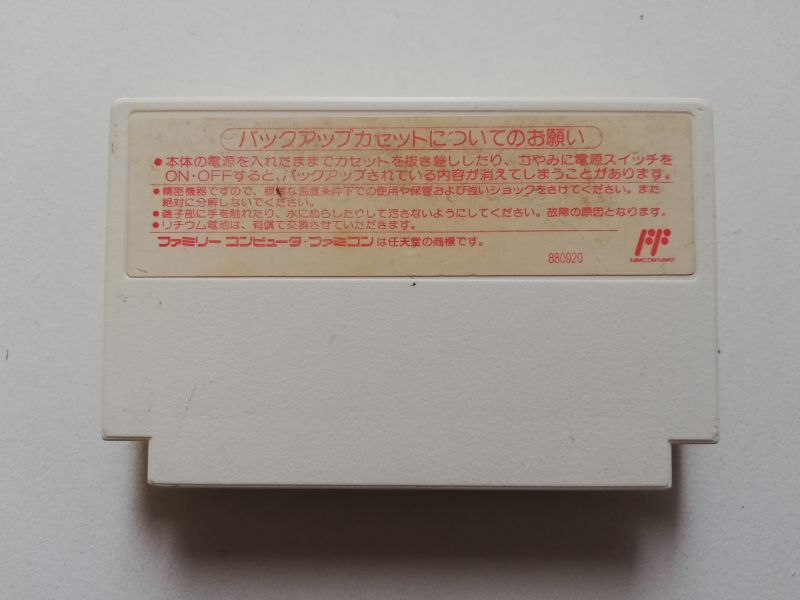 バックアップカセットについてのお願い
●本体の電源を入れたままでカセットを抜き差ししたり、むやみに電源スイッチを
ON・OFFすると、バックアップされている内容が消えてしまうことがあります。
●精密機器ですので、極端な温度条件下での使用や保管および強いショックをさけてください。また
絶対に分解しないでください。
●端子部に手を触れたり、水にぬらしたりして汚さないようにしてください。故障の原因となります。
●リチウム電池は、有償で交換させていただきます。
ファミリー コンピュータ・ファミコンは任天堂の商標です。
880920
FF
FAMICOM FAMILY